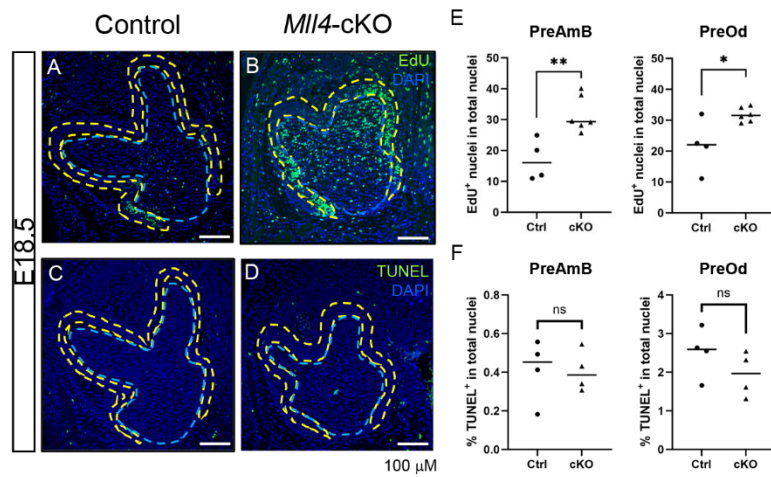 Control
Mll4-cKO
E18.5
A
B
EdU
DAPI
C
D
TUNEL
DAPI
100 µM
E
PreAmB
EdU+ nuclei in total nuclei
50
40
30
20
10
0
**
Ctrl
cKO
PreOd
EdU+ nuclei in total nuclei
50
40
30
20
10
0
*
Ctrl
cKO
F
PreAmB
% TUNEL+ in total nuclei
0.8
0.6
0.4
0.2
0.0
ns
Ctrl
cKO
PreOd
% TUNEL+ in total nuclei
4
3
2
1
0
ns
Ctrl
cKO